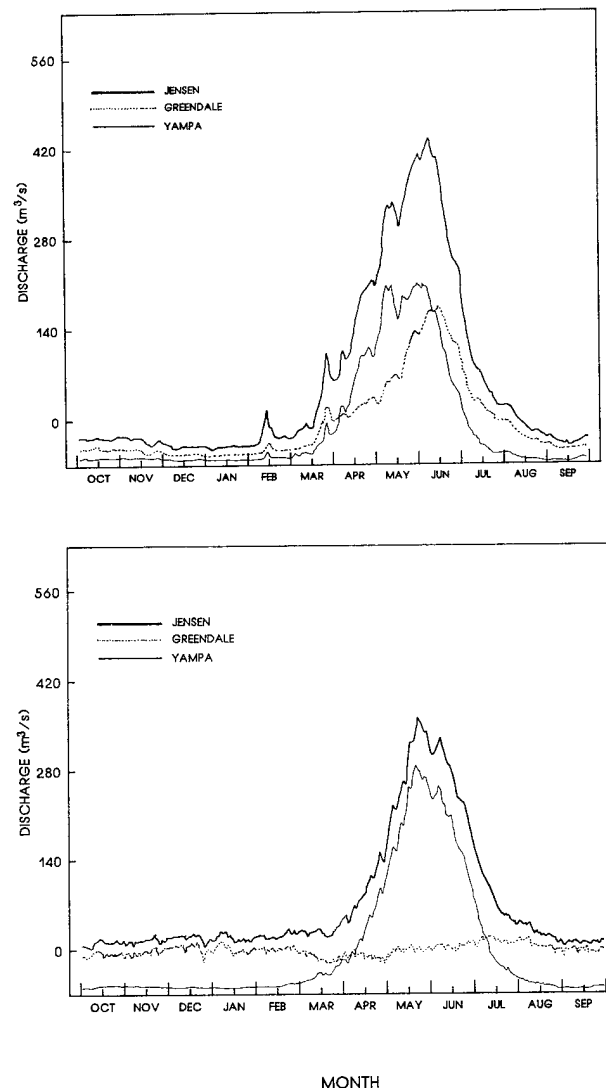 560
JENSEN
GREENDALE
YAMPA
420
DISCHARGE (m³/s)
280
140
0
OCT NOV DEC JAN FEB MAR APR MAY JUN JUL AUG SEP
560
JENSEN
GREENDALE
YAMPA
420
DISCHARGE (m³/s)
280
140
0
OCT NOV DEC JAN FEB MAR APR MAY JUN JUL AUG SEP
MONTH